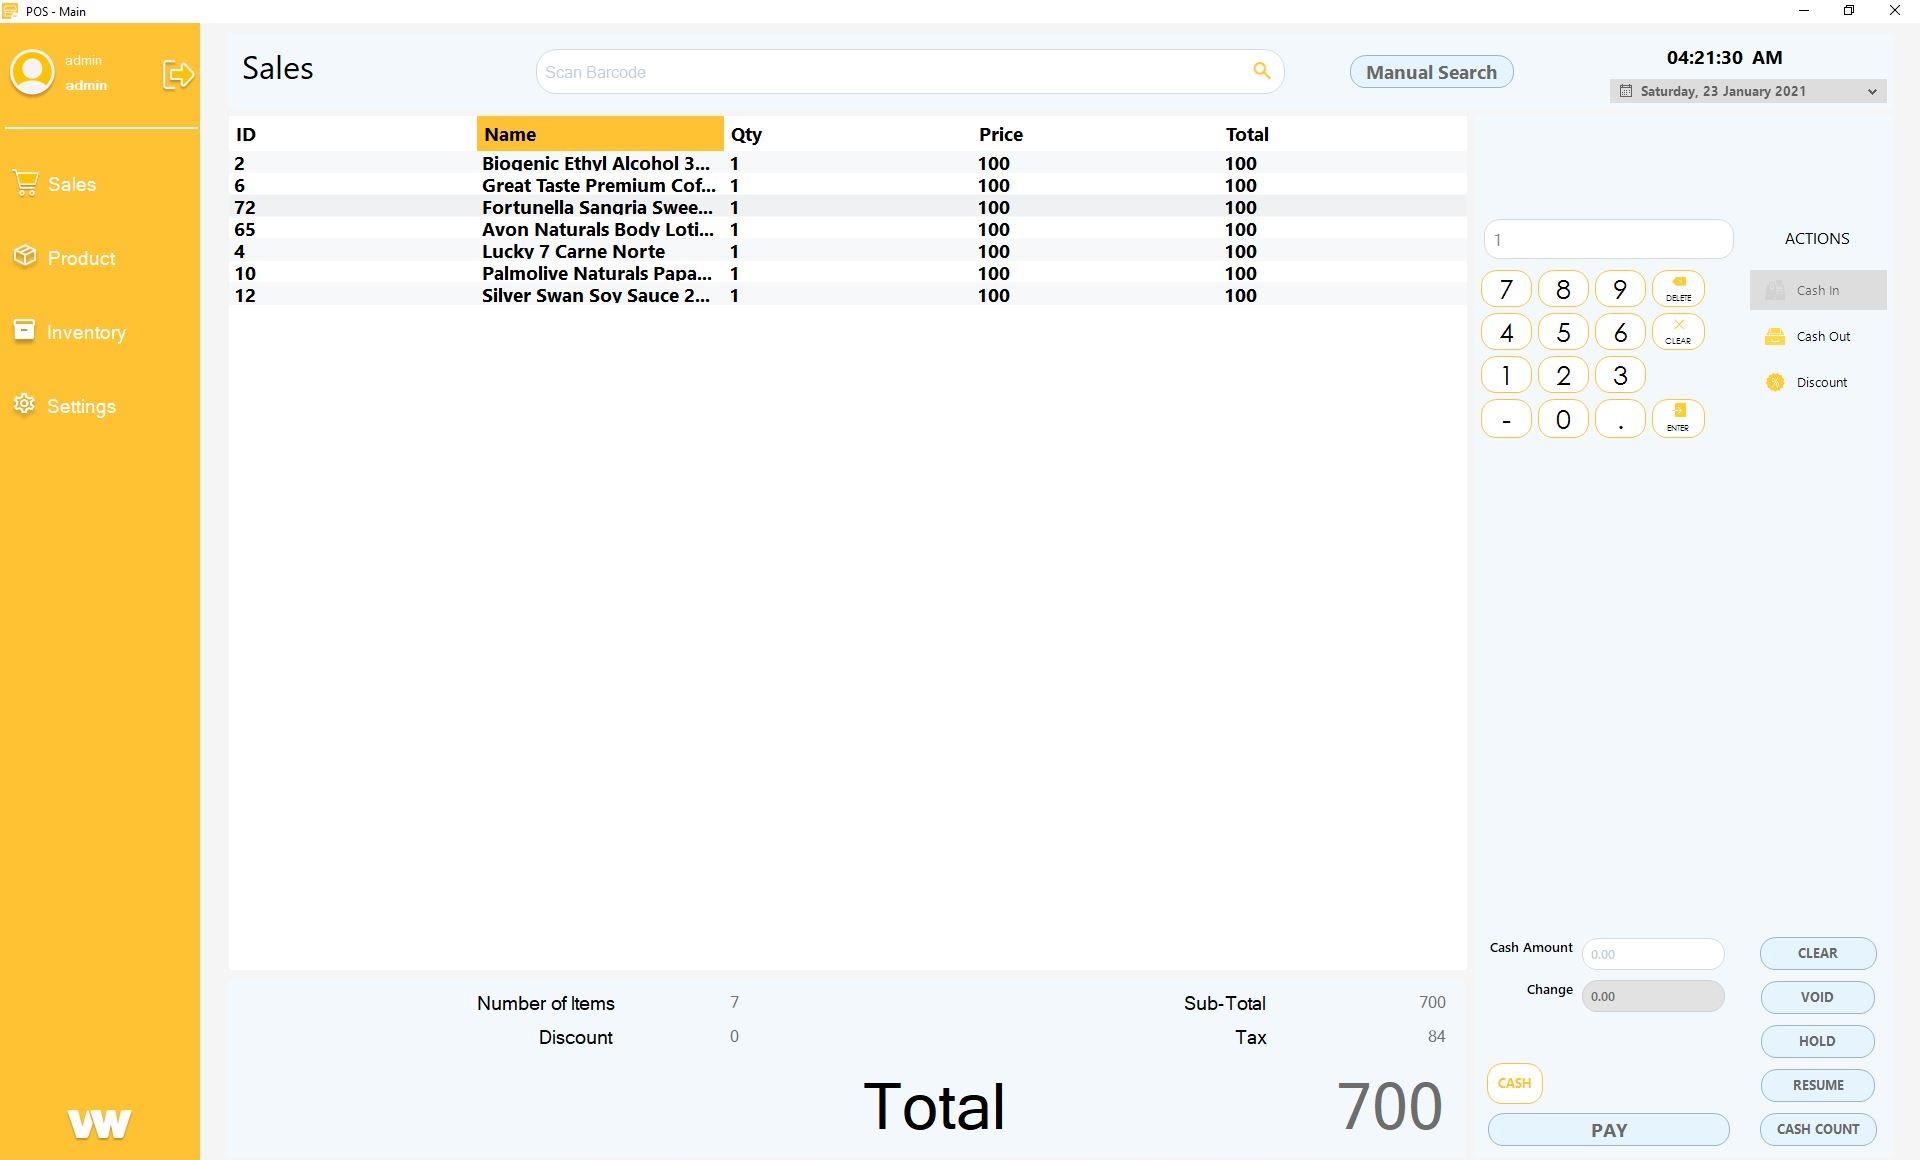 POS - Main
admin
admin
Sales
Product
Inventory
Settings
VW
Sales
Scan Barcode
Manual Search
04:21:30 AM
Saturday, 23 January 2021
ID Name Qty Price Total
2 Biogenic Ethyl Alcohol 3... 1 100 100
6 Great Taste Premium Cof... 1 100 100
72 Fortunella Sangria Swee... 1 100 100
65 Avon Naturals Body Loti... 1 100 100
4 Lucky 7 Carne Norte 1 100 100
10 Palmolive Naturals Papa... 1 100 100
12 Silver Swan Soy Sauce 2... 1 100 100
1
ACTIONS
7 8 9 DELETE
Cash In
4 5 6 CLEAR
Cash Out
1 2 3
Discount
- 0 . ENTER
Number of Items 7 Sub-Total 700
Discount 0 Tax 84
Total 700
Cash Amount 0.00
Change 0.00
CASH
PAY
CLEAR
VOID
HOLD
RESUME
CASH COUNT